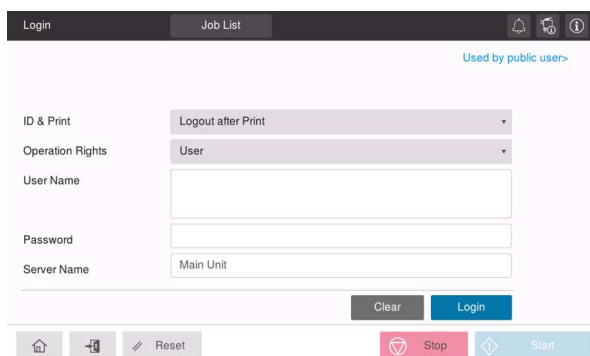 Login Job List
Used by public user>
ID & Print Logout after Print
Operation Rights User
User Name
Password
Server Name Main Unit
Clear Login
Reset Stop Start